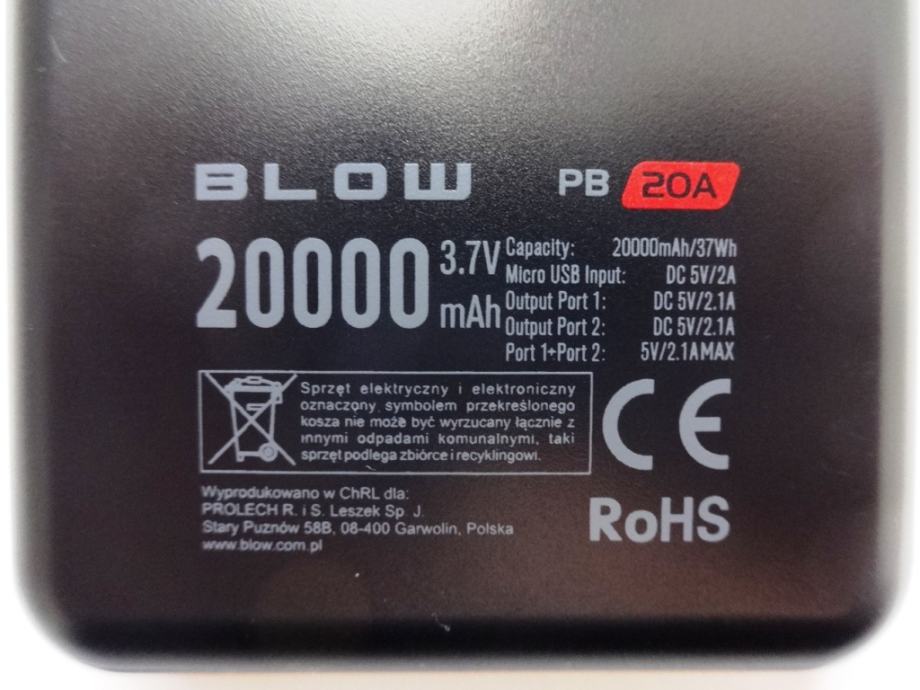 BLOW PB 20A
20000 3.7V mAh
Capacity: 20000mAh/37Wh
Micro USB Input: DC 5V/2A
Output Port 1: DC 5V/2.1A
Output Port 2: DC 5V/2.1A
Port 1+Port 2: 5V/2.1AMAX
Sprzęt elektryczny i elektroniczny
oznaczony symbolem przekreślonego
kosza nie może być wyrzucany łącznie z
innymi odpadami komunalnymi, taki
sprzęt podlega zbiórce i recyklingowi.
CE
RoHS
Wyprodukowano w ChRL dla:
PROLECH R. i S. Leszek Sp. J.
Stary Puznów 58B, 08-400 Garwolin, Polska
www.blow.com.pl